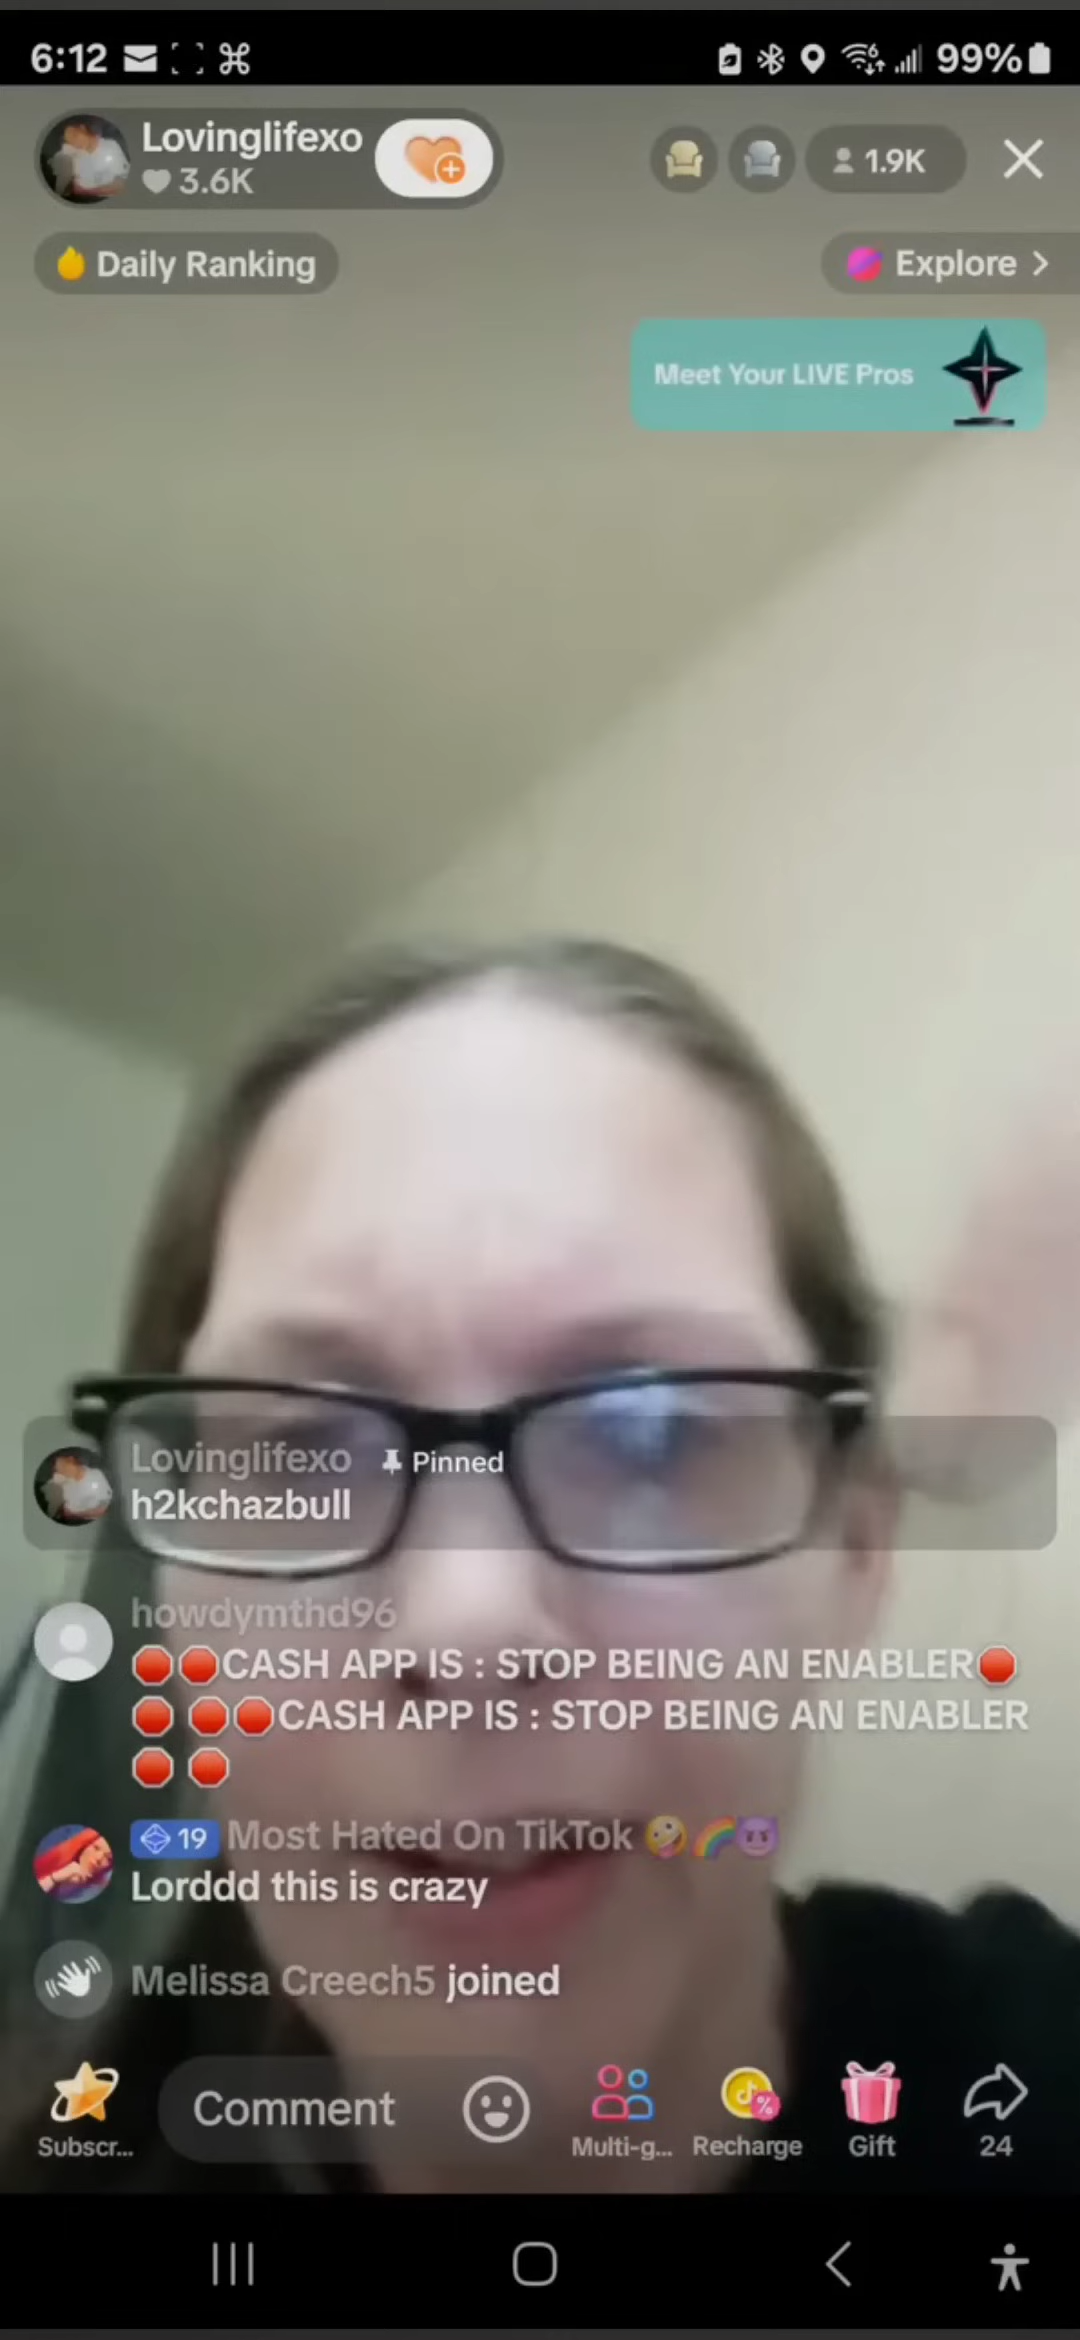 6:12 99%
Lovinglifexo
3.6K
1.9K
Daily Ranking
Explore >
Meet Your LIVE Pros
Lovinglifexo Pinned
h2kchazbull
howdymthd96
🛑🛑CASH APP IS : STOP BEING AN ENABLER🛑
🛑 🛑🛑CASH APP IS : STOP BEING AN ENABLER
🛑 🛑
19 Most Hated On TikTok 🤪🌈😈
Lorddd this is crazy
Melissa Creech5 joined
Comment
Subscr... Multi-g... Recharge Gift 24